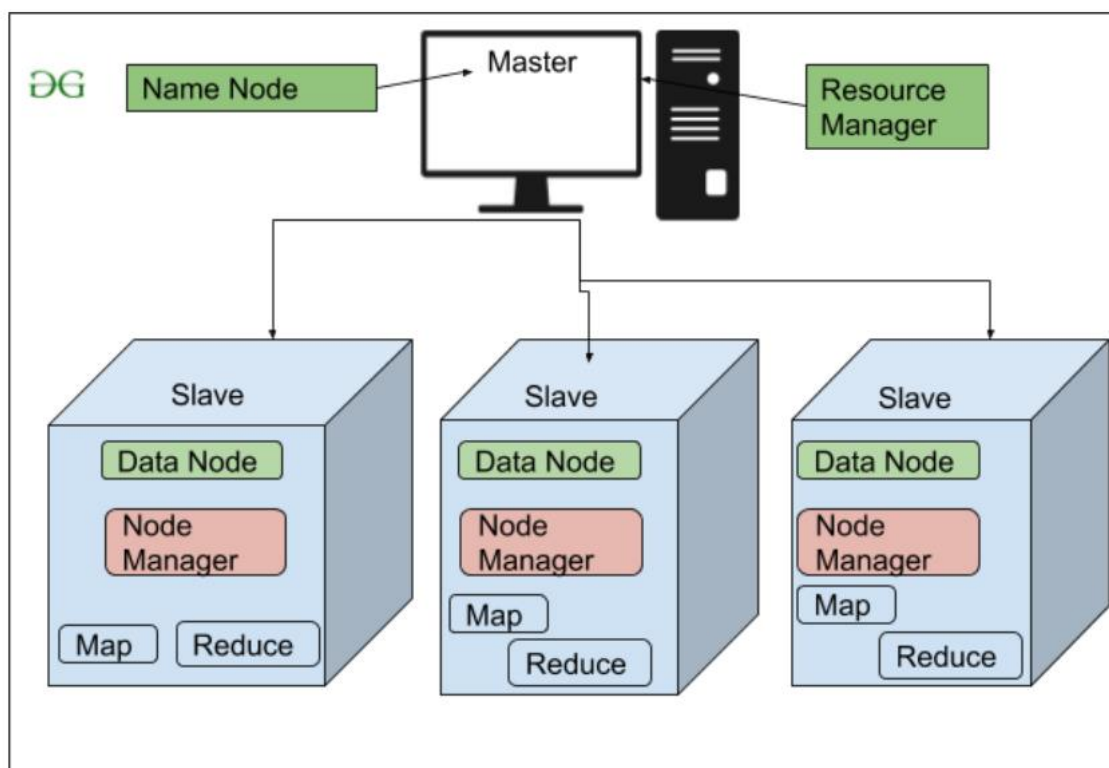 Name Node
Master
Resource
Manager
Slave
Slave
Slave
Data Node
Data Node
Data Node
Node
Manager
Node
Manager
Node
Manager
Map
Reduce
Map
Reduce
Map
Reduce